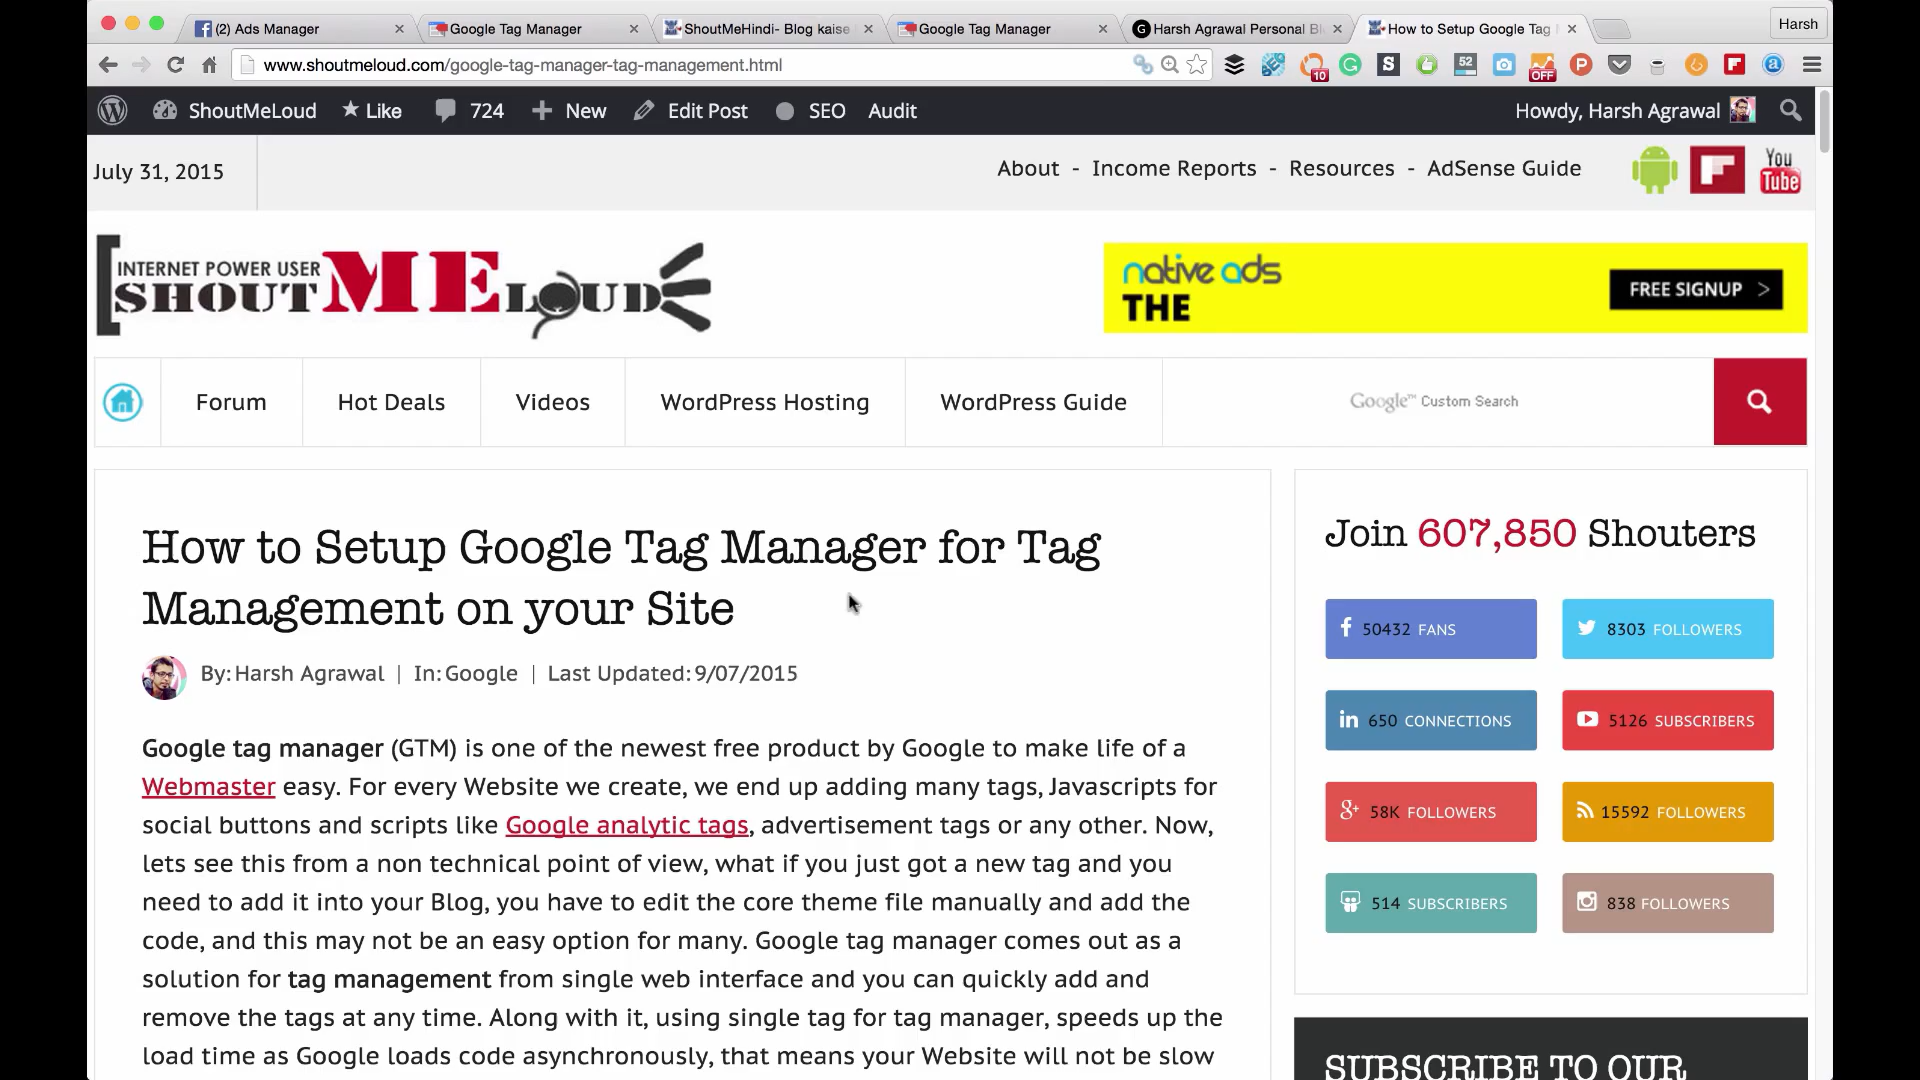 (2) Ads Manager
Google Tag Manager
ShoutMeHindi- Blog kaise
Google Tag Manager
Harsh Agrawal Personal Bl
How to Setup Google Tag
Harsh
www.shoutmeloud.com/google-tag-manager-tag-management.html
10
52
OFF
ShoutMeLoud
Like
724
New
Edit Post
SEO
Audit
Howdy, Harsh Agrawal
July 31, 2015
About - Income Reports - Resources - AdSense Guide
You Tube
INTERNET POWER USER
SHOUT ME LOUD
native ads
THE
FREE SIGNUP >
Forum
Hot Deals
Videos
WordPress Hosting
WordPress Guide
Google™ Custom Search
How to Setup Google Tag Manager for Tag
Management on your Site
By: Harsh Agrawal | In: Google | Last Updated: 9/07/2015
Google tag manager (GTM) is one of the newest free product by Google to make life of a
Webmaster easy. For every Website we create, we end up adding many tags, Javascripts for
social buttons and scripts like Google analytic tags, advertisement tags or any other. Now,
lets see this from a non technical point of view, what if you just got a new tag and you
need to add it into your Blog, you have to edit the core theme file manually and add the
code, and this may not be an easy option for many. Google tag manager comes out as a
solution for tag management from single web interface and you can quickly add and
remove the tags at any time. Along with it, using single tag for tag manager, speeds up the
load time as Google loads code asynchronously, that means your Website will not be slow
Join 607,850 Shouters
50432 FANS
8303 FOLLOWERS
650 CONNECTIONS
5126 SUBSCRIBERS
58K FOLLOWERS
15592 FOLLOWERS
514 SUBSCRIBERS
838 FOLLOWERS
SUBSCRIBE TO OUR